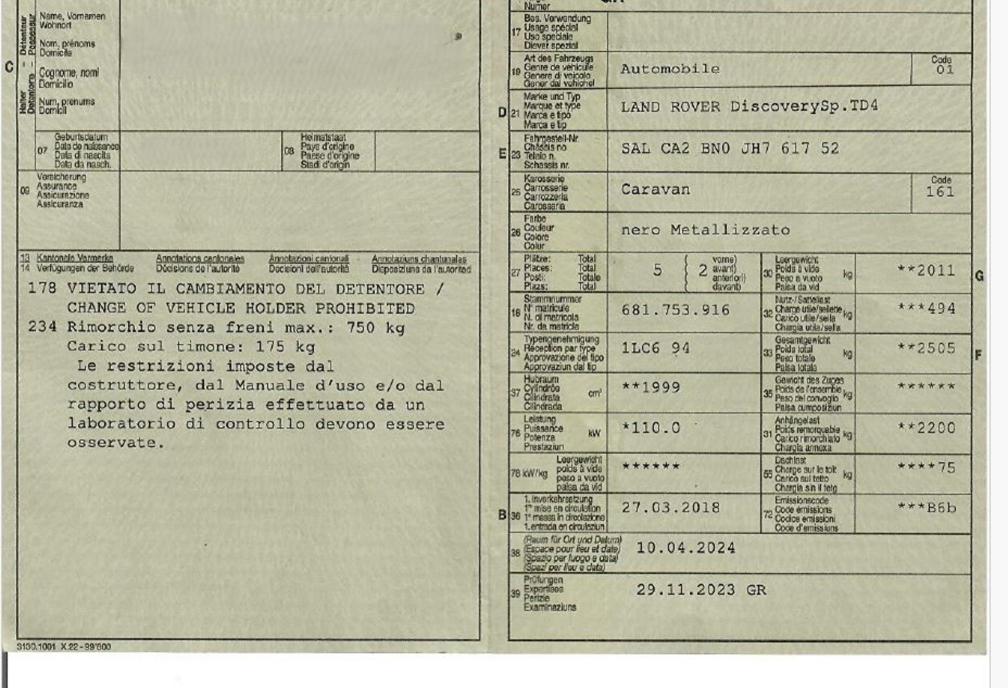 Numer
C
Détenteur – Possessur
Halter – Detentore
Name, Vornamen
Wohnort
Nom, prénoms
Domicile
Cognome, nomi
Domicilio
Num, prenums
Domicil
07
Geburtsdatum
Date de naissance
Data di nascita
Data da nasch.
08
Heimatstaat
Pays d'origine
Paese d'origine
Stadi d'origin
09
Versicherung
Assurance
Assicurazione
Assicuranza
13 Kantonale Vermerke Annotations cantonales Annotazioni cantonali Annotaziuns chantunalas
14 Verfügungen der Behörde Décisions de l'autorité Decisioni dell'autorità Disposiziuns da l'autoritad
178 VIETATO IL CAMBIAMENTO DEL DETENTORE /
CHANGE OF VEHICLE HOLDER PROHIBITED
234 Rimorchio senza freni max.: 750 kg
Carico sul timone: 175 kg
Le restrizioni imposte dal
costruttore, dal Manuale d'uso e/o dal
rapporto di perizia effettuato da un
laboratorio di controllo devono essere
osservate.
3130.1001 X.22 - 99'500
17
Bes. Verwendung
Usage spécial
Uso speciale
Diever spezial
19
Art des Fahrzeugs
Genre de véhicule
Genere di veicolo
Gener dal vehichel
Automobile
Code
01
D 21
Marke und Typ
Marque et type
Marca e tipo
Marca e tip
LAND ROVER DiscoverySp.TD4
E 23
Fahrgestell-Nr.
Châssis no
Telaio n.
Schassis nr.
SAL CA2 BN0 JH7 617 52
25
Karosserie
Carrosserie
Carrozzeria
Carossaria
Caravan
Code
161
26
Farbe
Couleur
Colore
Colur
nero Metallizzato
27
Plätze: Total
Places: Total
Posti: Totale
Plazs: Total
5 { 2
vorne)
avant)
anteriori)
davant)
30
Leergewicht
Poids à vide
Peso a vuoto
Paisa da vid
kg
**2011
G
18
Stammnummer
N° matricule
N. di matricola
Nr. da matricla
681.753.916
32
Nutz-/Sattellast
Charge utile/sellette
Carico utile/sella
Chargia utila/sella
kg
***494
24
Typengenehmigung
Réception par type
Approvazione del tipo
Approvaziun dal tip
1LC6 94
33
Gesamtgewicht
Poids total
Peso totale
Paisa totala
kg
**2505
F
37
Hubraum
Cylindrée
Cilindrata
Cilindrada
cm³
**1999
35
Gewicht des Zuges
Poids de l'ensemble
Peso del convoglio
Paisa cumposiziun
kg
******
76
Leistung
Puissance
Potenza
Prestaziun
kW
*110.0
31
Anhängelast
Poids remorquable
Carico rimorchiato
Chargia annexa
kg
**2200
78 kW/kg
Leergewicht
poids à vide
peso a vuoto
paisa da vid
******
55
Dachlast
Charge sur le toit
Carico sul tetto
Chargia sin il tetg
kg
****75
B 36
1. Inverkehrsetzung
1re mise en circulation
1a messa in circolazione
1. entrada en circulaziun
27.03.2018
72
Emissionscode
Code émissions
Codice emissioni
Code d'emissiuns
***B6b
38
(Raum für Ort und Datum)
(Espace pour lieu et date)
(Spazio per luogo e data)
(Spazi per lieu e data)
10.04.2024
39
Prüfungen
Expertises
Perizie
Examinaziuns
29.11.2023 GR